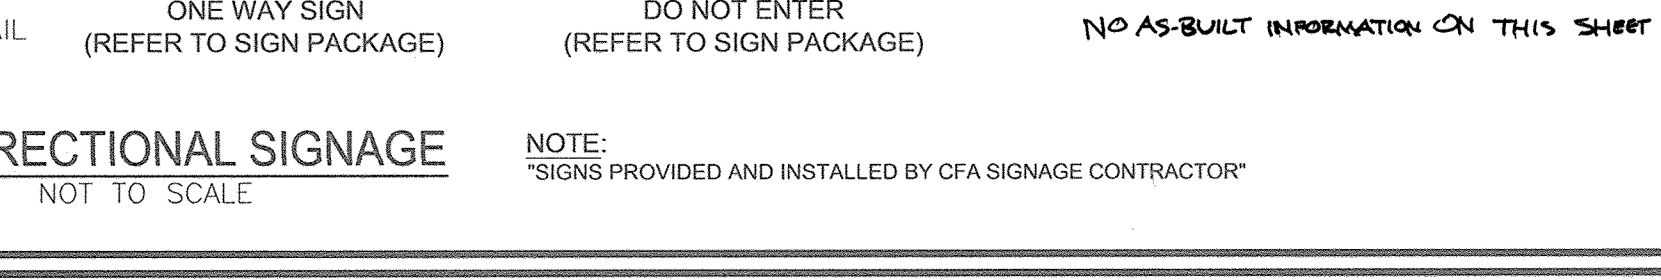 ONE WAY SIGN
(REFER TO SIGN PACKAGE)
DO NOT ENTER
(REFER TO SIGN PACKAGE)
NO AS-BUILT INFORMATION ON THIS SHEET
RECTIONAL SIGNAGE
NOT TO SCALE
NOTE:
"SIGNS PROVIDED AND INSTALLED BY CFA SIGNAGE CONTRACTOR"